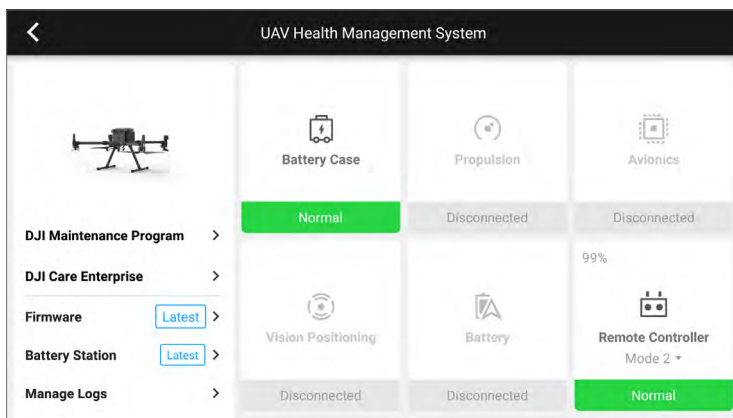 UAV Health Management System
DJI Maintenance Program
DJI Care Enterprise
Firmware Latest
Battery Station Latest
Manage Logs
Battery Case
Normal
Propulsion
Disconnected
Avionics
Disconnected
Vision Positioning
Disconnected
Battery
Disconnected
99%
Remote Controller
Mode 2
Normal